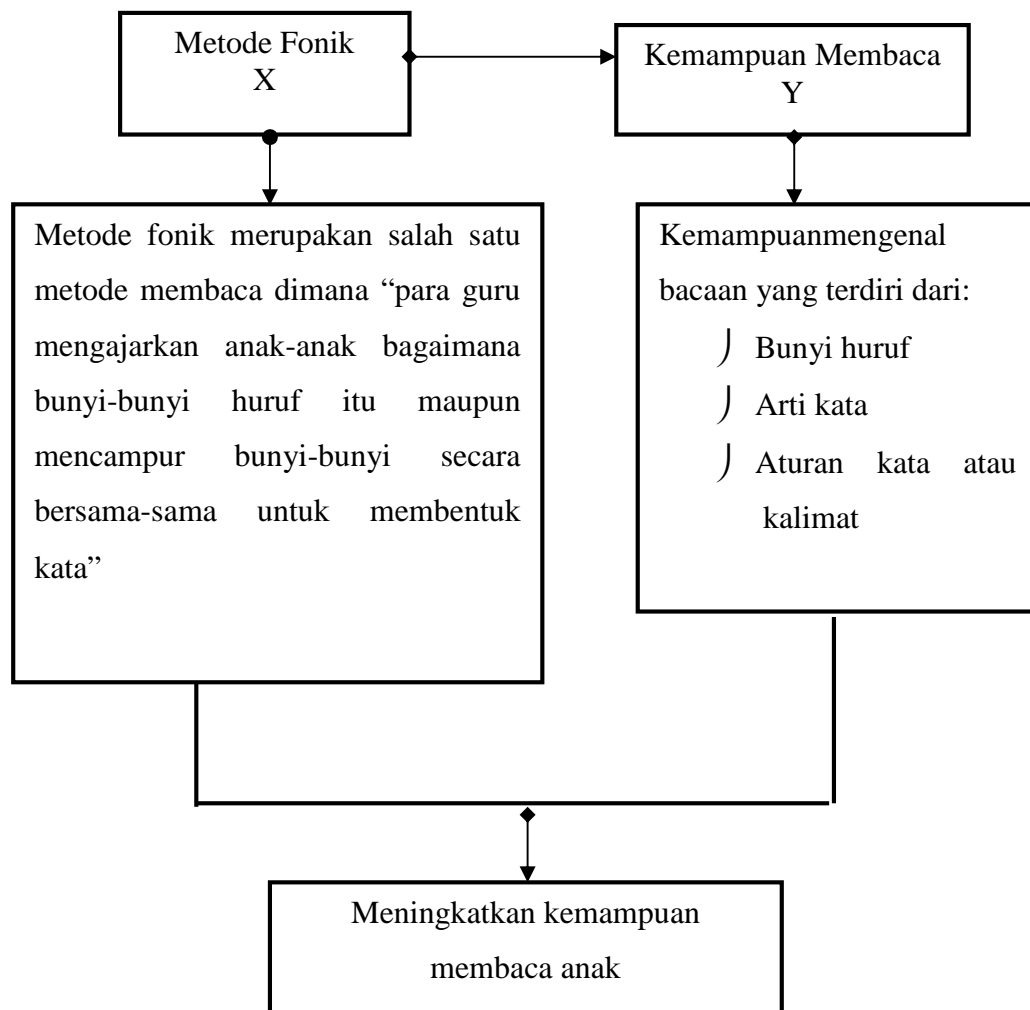 Metode Fonik
X
Kemampuan Membaca
Y
Metode fonik merupakan salah satu
metode membaca dimana “para guru
mengajarkan anak-anak bagaimana
bunyi-bunyi huruf itu maupun
mencampur bunyi-bunyi secara
bersama-sama untuk membentuk
kata”
Kemampuanmengenal
bacaan yang terdiri dari:
Bunyi huruf
Arti kata
Aturan kata atau
kalimat
Meningkatkan kemampuan
membaca anak